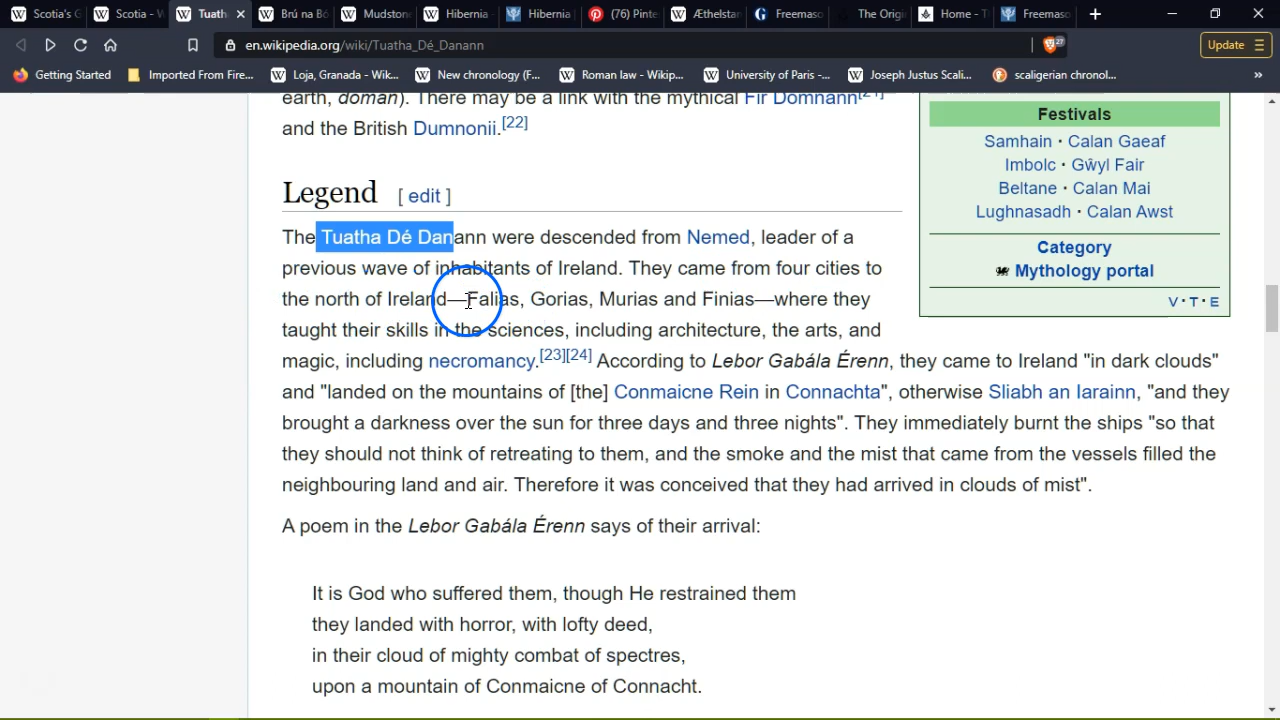 Scotia's G
Scotia - W
Tuath
Brú na Bó
Mudstone
Hibernia
Hibernia
(76) Pinte
Æthelstan
Freemaso
The Origi
Home - T
Freemaso
en.wikipedia.org/wiki/Tuatha_Dé_Danann
27
Update
Getting Started
Imported From Fire...
Loja, Granada - Wik...
New chronology (F...
Roman law - Wikip...
University of Paris -...
Joseph Justus Scali...
scaligerian chronol...
»
earth, doman). There may be a link with the mythical Fir Domnann[21]
and the British Dumnonii.[22]
Legend [ edit ]
The Tuatha Dé Danann were descended from Nemed, leader of a
previous wave of inhabitants of Ireland. They came from four cities to
the north of Ireland—Falias, Gorias, Murias and Finias—where they
taught their skills in the sciences, including architecture, the arts, and
magic, including necromancy.[23][24] According to Lebor Gabála Érenn, they came to Ireland "in dark clouds"
and "landed on the mountains of [the] Conmaicne Rein in Connachta", otherwise Sliabh an Iarainn, "and they
brought a darkness over the sun for three days and three nights". They immediately burnt the ships "so that
they should not think of retreating to them, and the smoke and the mist that came from the vessels filled the
neighbouring land and air. Therefore it was conceived that they had arrived in clouds of mist".
A poem in the Lebor Gabála Érenn says of their arrival:
It is God who suffered them, though He restrained them
they landed with horror, with lofty deed,
in their cloud of mighty combat of spectres,
upon a mountain of Conmaicne of Connacht.
Festivals
Samhain · Calan Gaeaf
Imbolc · Gŵyl Fair
Beltane · Calan Mai
Lughnasadh · Calan Awst
Category
Mythology portal
V · T · E